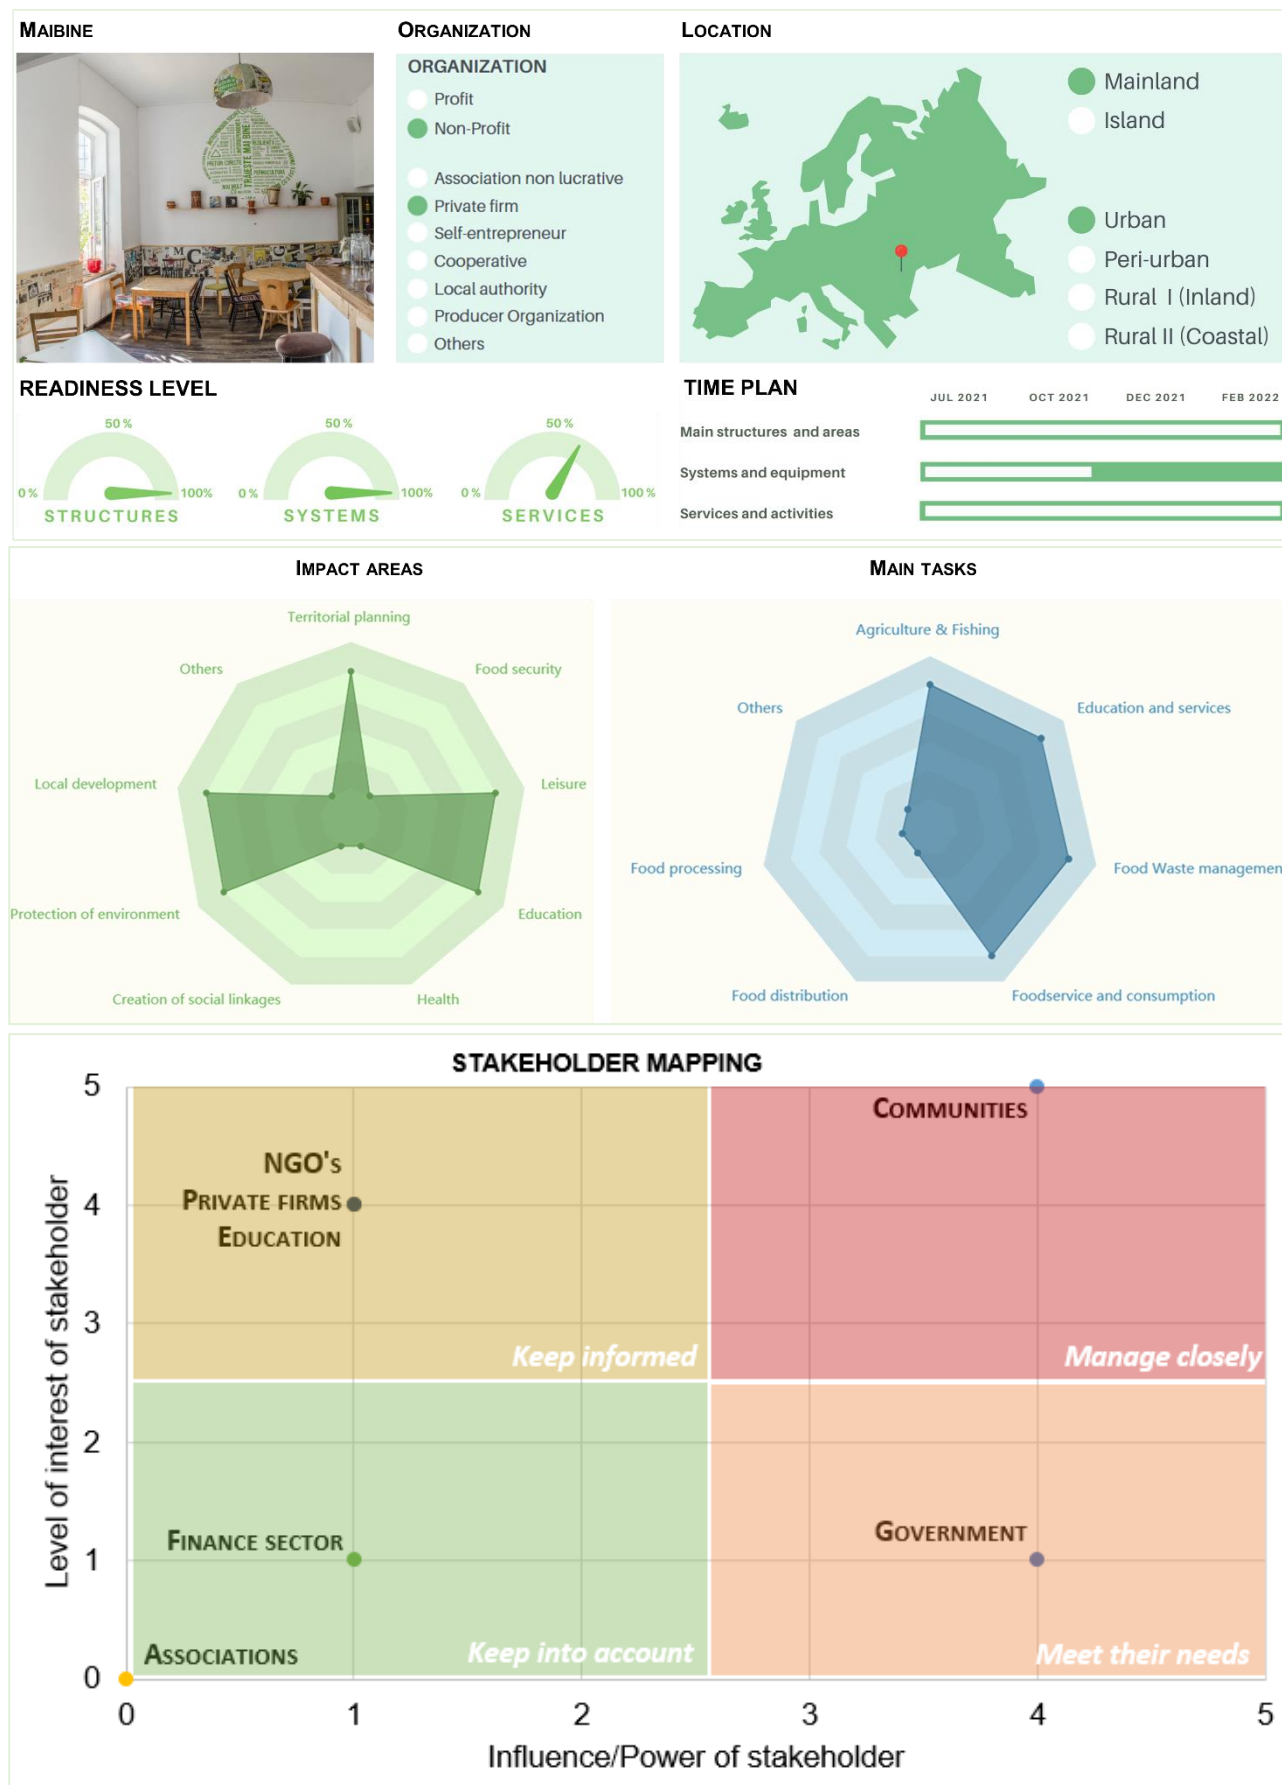 MAIBINE
ORGANIZATION
LOCATION
TRAIESTE MAI BINE
ORGANIZATION
Profit
Non-Profit
Association non lucrative
Private firm
Self-entrepreneur
Cooperative
Local authority
Producer Organization
Others
Mainland
Island
Urban
Peri-urban
Rural I (Inland)
Rural II (Coastal)
READINESS LEVEL
0 %
50 %
100%
STRUCTURES
0 %
50 %
100%
SYSTEMS
0 %
50 %
100 %
SERVICES
TIME PLAN
JUL 2021 OCT 2021 DEC 2021 FEB 2022
Main structures and areas
Systems and equipment
Services and activities
IMPACT AREAS
Territorial planning
Food security
Leisure
Education
Health
Creation of social linkages
Protection of environment
Local development
Others
MAIN TASKS
Agriculture & Fishing
Education and services
Food Waste managemen
Foodservice and consumption
Food distribution
Food processing
Others
STAKEHOLDER MAPPING
Level of interest of stakeholder
5
4
3
2
1
0
COMMUNITIES
NGO'S
PRIVATE FIRMS
EDUCATION
Keep informed
Manage closely
FINANCE SECTOR
GOVERNMENT
ASSOCIATIONS
Keep into account
Meet their needs
0 1 2 3 4 5
Influence/Power of stakeholder